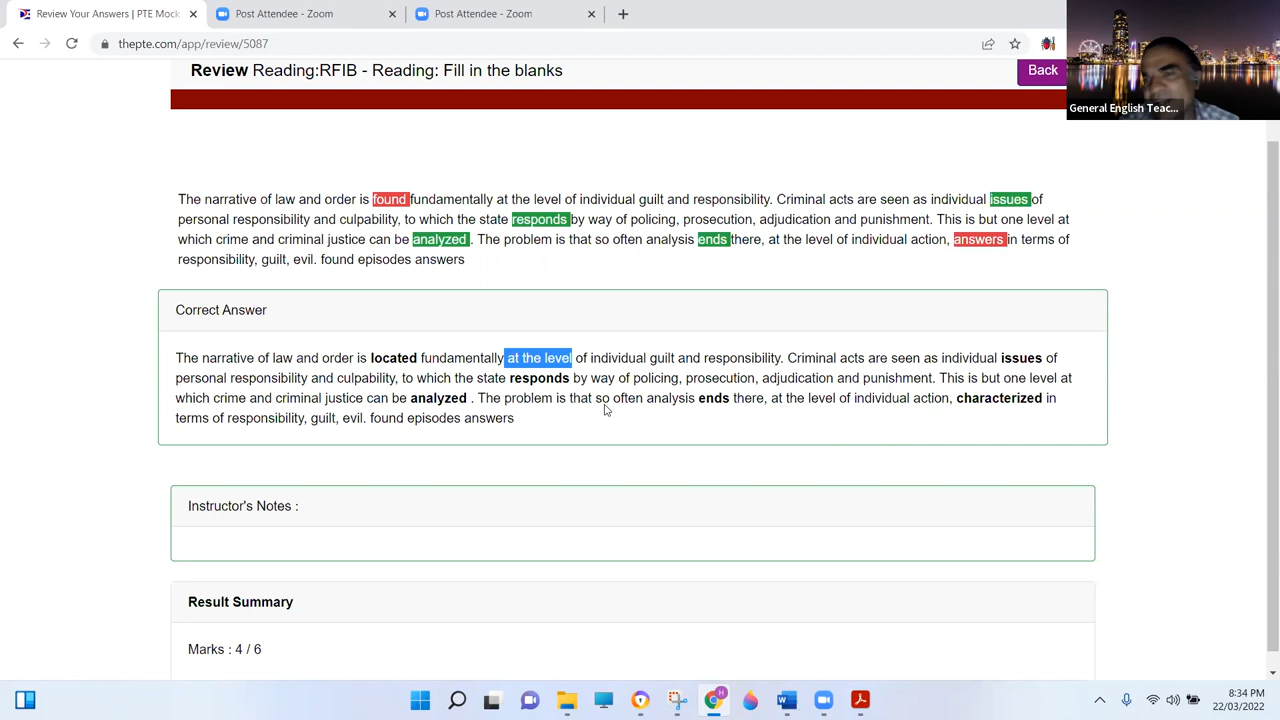 Review Your Answers | PTE Mock
Post Attendee - Zoom
Post Attendee - Zoom
thepte.com/app/review/5087
Review Reading:RFIB - Reading: Fill in the blanks
Back
General English Teac...
The narrative of law and order is found fundamentally at the level of individual guilt and responsibility. Criminal acts are seen as individual issues of
personal responsibility and culpability, to which the state responds by way of policing, prosecution, adjudication and punishment. This is but one level at
which crime and criminal justice can be analyzed . The problem is that so often analysis ends there, at the level of individual action, answers in terms of
responsibility, guilt, evil. found episodes answers
Correct Answer
The narrative of law and order is located fundamentally at the level of individual guilt and responsibility. Criminal acts are seen as individual issues of
personal responsibility and culpability, to which the state responds by way of policing, prosecution, adjudication and punishment. This is but one level at
which crime and criminal justice can be analyzed . The problem is that so often analysis ends there, at the level of individual action, characterized in
terms of responsibility, guilt, evil. found episodes answers
Instructor's Notes :
Result Summary
Marks : 4 / 6
8:34 PM
22/03/2022